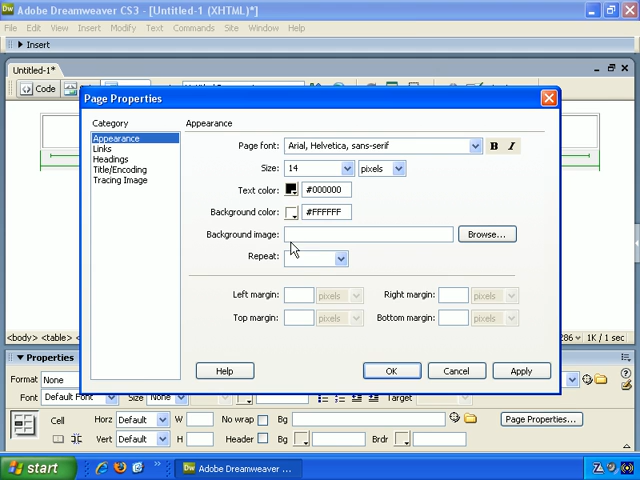 Dw Adobe Dreamweaver CS3 - [Untitled-1 (XHTML)*]
File Edit View Insert Modify Text Commands Site Window Help
Insert
Untitled-1*
Code
Page Properties
Category
Appearance
Links
Headings
Title/Encoding
Tracing Image
Appearance
Page font: Arial, Helvetica, sans-serif B I
Size: 14 pixels
Text color: #000000
Background color: #FFFFFF
Background image: Browse...
Repeat:
Left margin: pixels Right margin: pixels
Top margin: pixels Bottom margin: pixels
Help OK Cancel Apply
<body> <table> 1K / 1 sec
Properties
Format None
Font Default Font Size None Target
Cell Horz Default W No wrap Bg Page Properties...
Vert Default H Header Bg Brdr
start Dw Adobe Dreamweaver ...